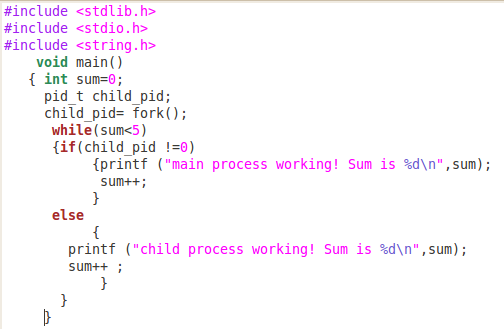 #include <stdlib.h>
#include <stdio.h>
#include <string.h>
void main()
{ int sum=0;
pid_t child_pid;
child_pid= fork();
while(sum<5)
{if(child_pid !=0)
{printf ("main process working! Sum is %d\n",sum);
sum++;
}
else
{
printf ("child process working! Sum is %d\n",sum);
sum++ ;
}
}
}